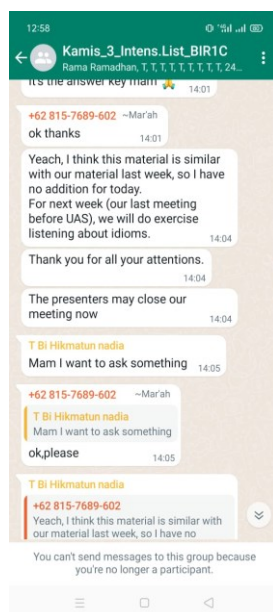 12:58
Kamis_3_Intens.List_BIR1C
Rama Ramadhan, T, T, T, T, T, T, T, T, T, 24...
It's the answer key mam 🙏 14:01
+62 815-7689-602 ~Mar'ah
ok thanks
14:01
Yeach, I think this material is similar
with our material last week, so I have
no addition for today.
For next week (our last meeting
before UAS), we will do exercise
listening about idioms.
14:04
Thank you for all your attentions.
14:04
The presenters may close our
meeting now
14:04
T Bi Hikmatun nadia
Mam I want to ask something 14:05
+62 815-7689-602 ~Mar'ah
T Bi Hikmatun nadia
Mam I want to ask something
ok,please
14:05
T Bi Hikmatun nadia
+62 815-7689-602
Yeach, I think this material is similar with
our material last week, so I have no
You can't send messages to this group because
you're no longer a participant.